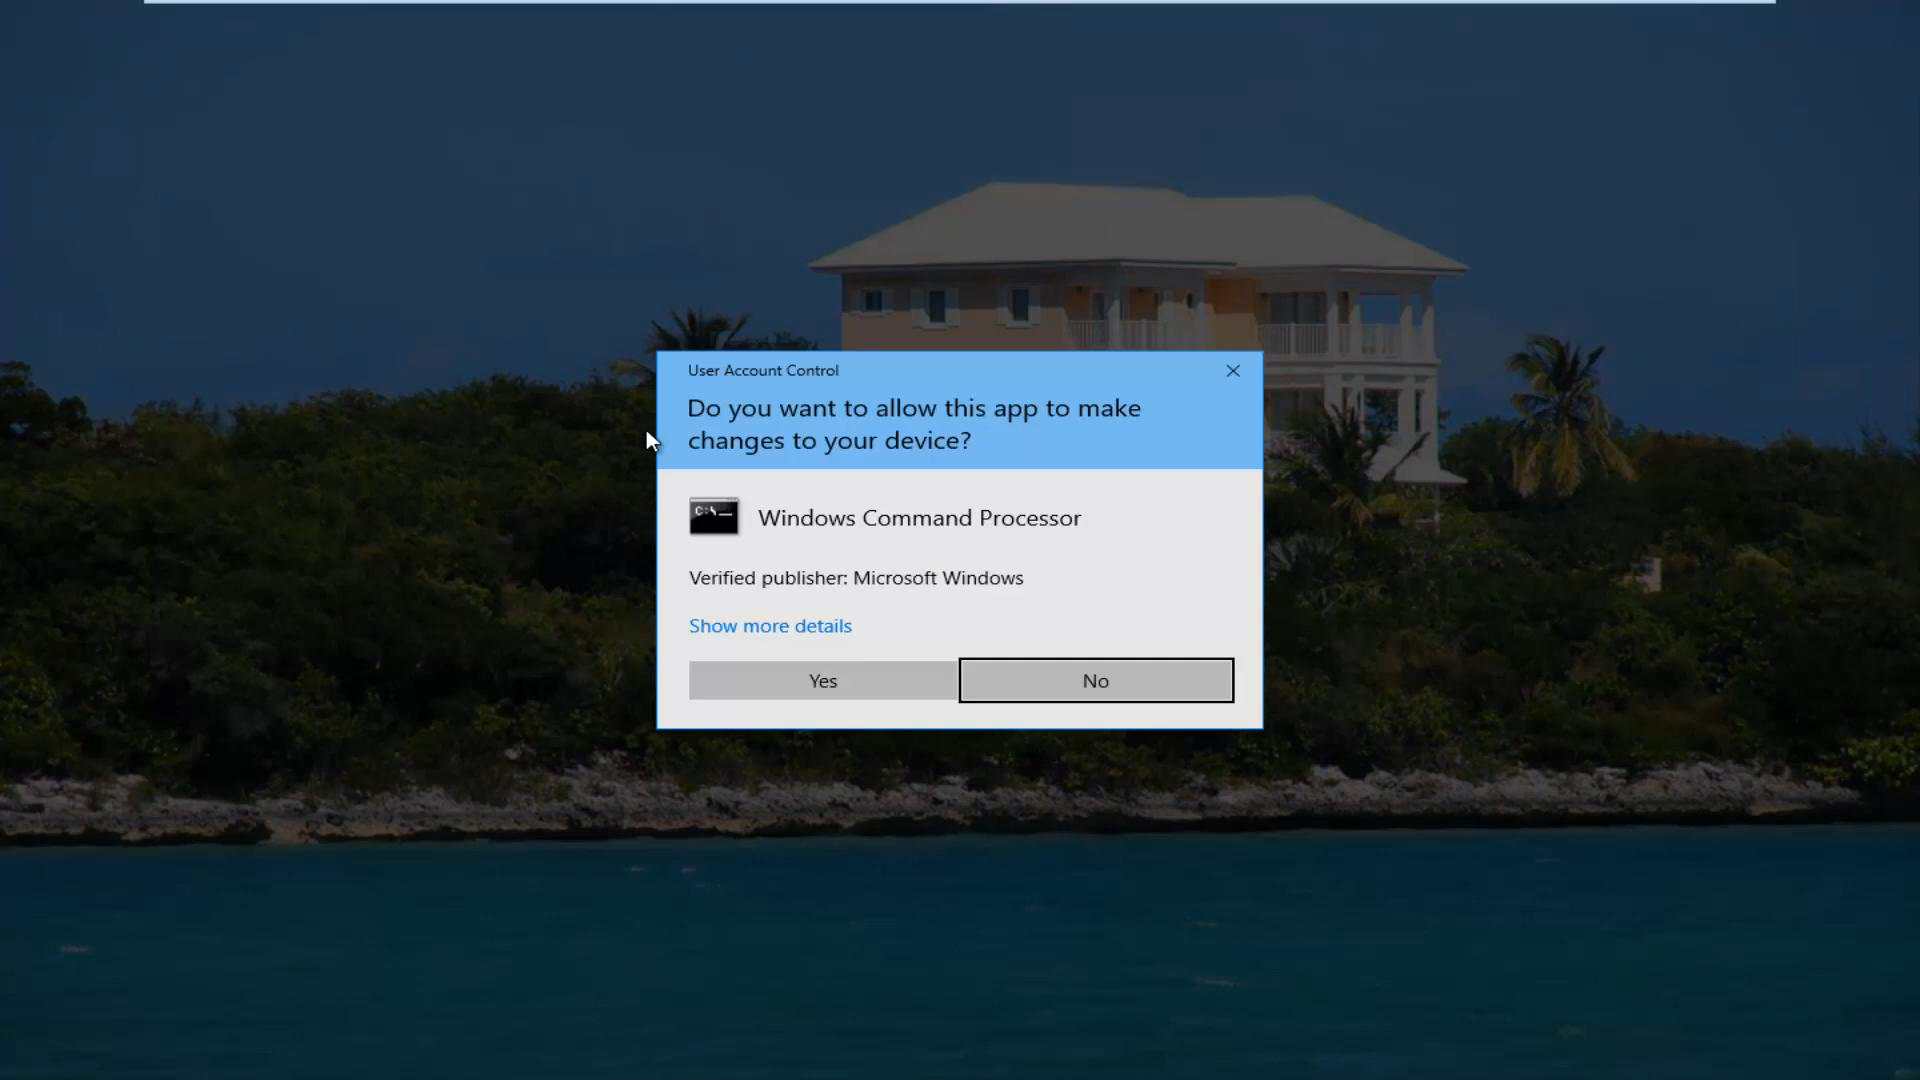 User Account Control
Do you want to allow this app to make
changes to your device?
C:\_
Windows Command Processor
Verified publisher: Microsoft Windows
Show more details
Yes
No